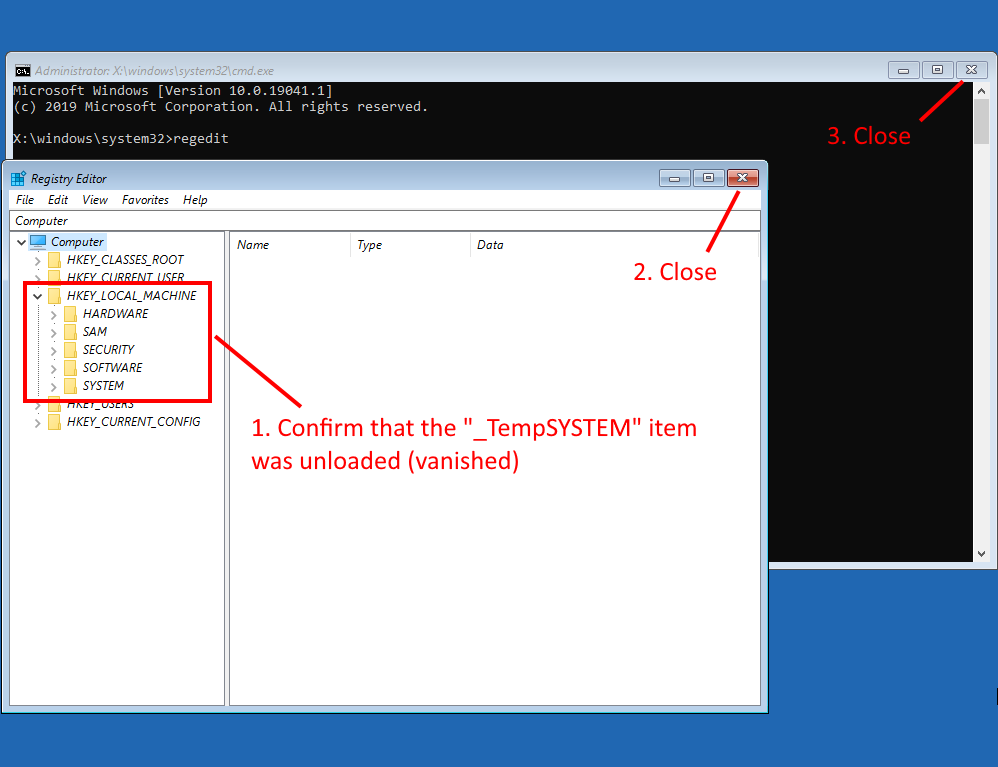 Administrator: X:\windows\system32\cmd.exe
Microsoft Windows [Version 10.0.19041.1]
(c) 2019 Microsoft Corporation. All rights reserved.
X:\windows\system32>regedit
3. Close
Registry Editor
File Edit View Favorites Help
Computer
Computer
HKEY_CLASSES_ROOT
HKEY_CURRENT_USER
HKEY_LOCAL_MACHINE
HARDWARE
SAM
SECURITY
SOFTWARE
SYSTEM
HKEY_USERS
HKEY_CURRENT_CONFIG
Name Type Data
2. Close
1. Confirm that the "_TempSYSTEM" item
was unloaded (vanished)